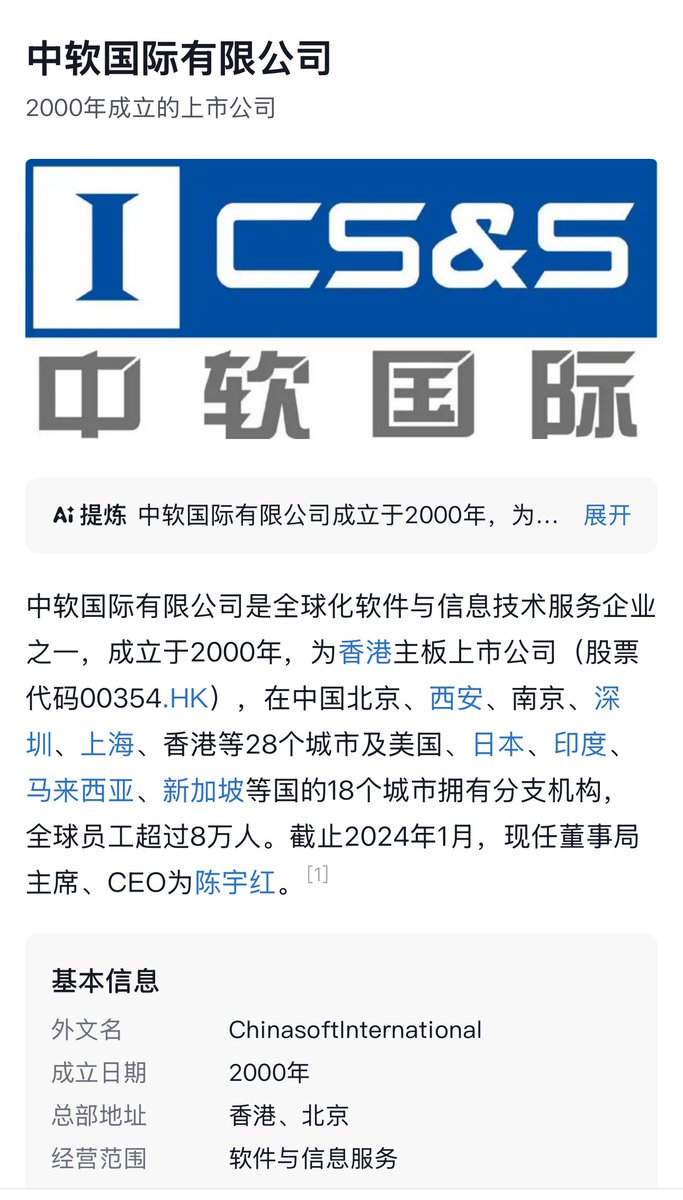 中软国际有限公司
2000年成立的上市公司
I CS&S
中软国际
Ai 提炼 中软国际有限公司成立于2000年，为... 展开
中软国际有限公司是全球化软件与信息技术服务企业
之一，成立于2000年，为香港主板上市公司（股票
代码00354.HK），在中国北京、西安、南京、深
圳、上海、香港等28个城市及美国、日本、印度、
马来西亚、新加坡等国的18个城市拥有分支机构，
全球员工超过8万人。截止2024年1月，现任董事局
主席、CEO为陈宇红。[1]
基本信息
外文名 ChinasoftInternational
成立日期 2000年
总部地址 香港、北京
经营范围 软件与信息服务